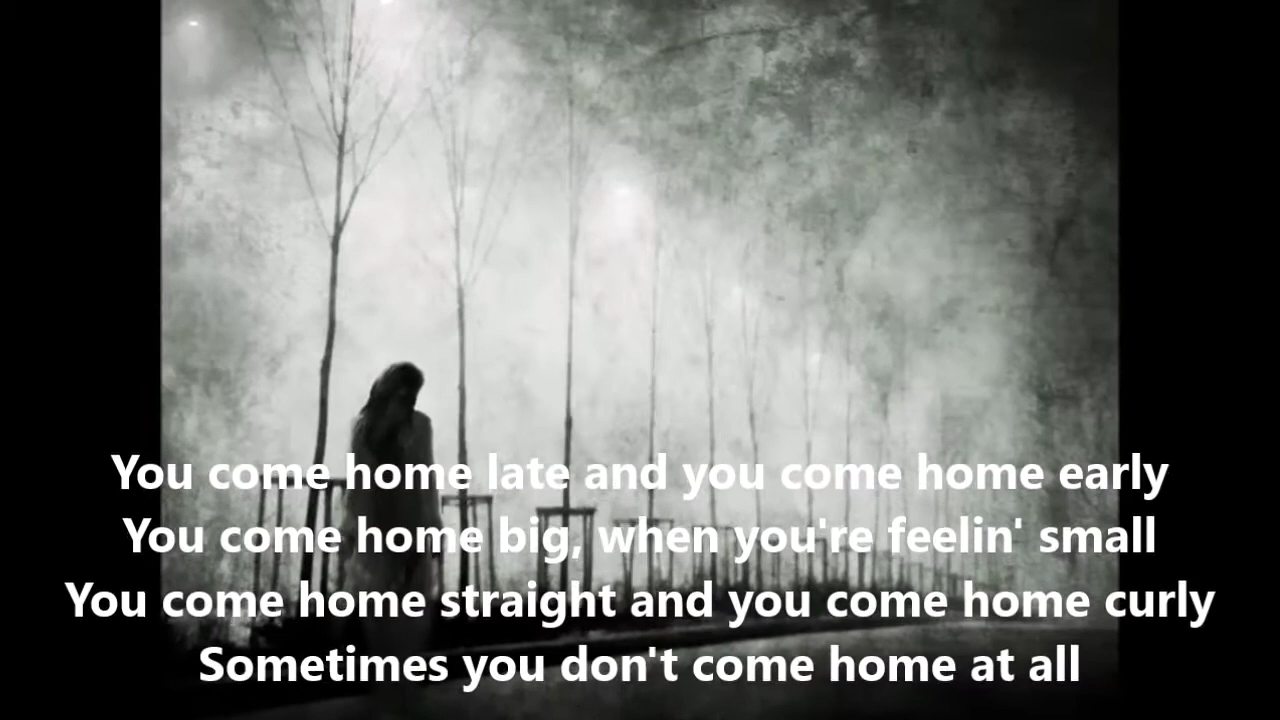 You come home late and you come home early
You come home big, when you're feelin' small
You come home straight and you come home curly
Sometimes you don't come home at all